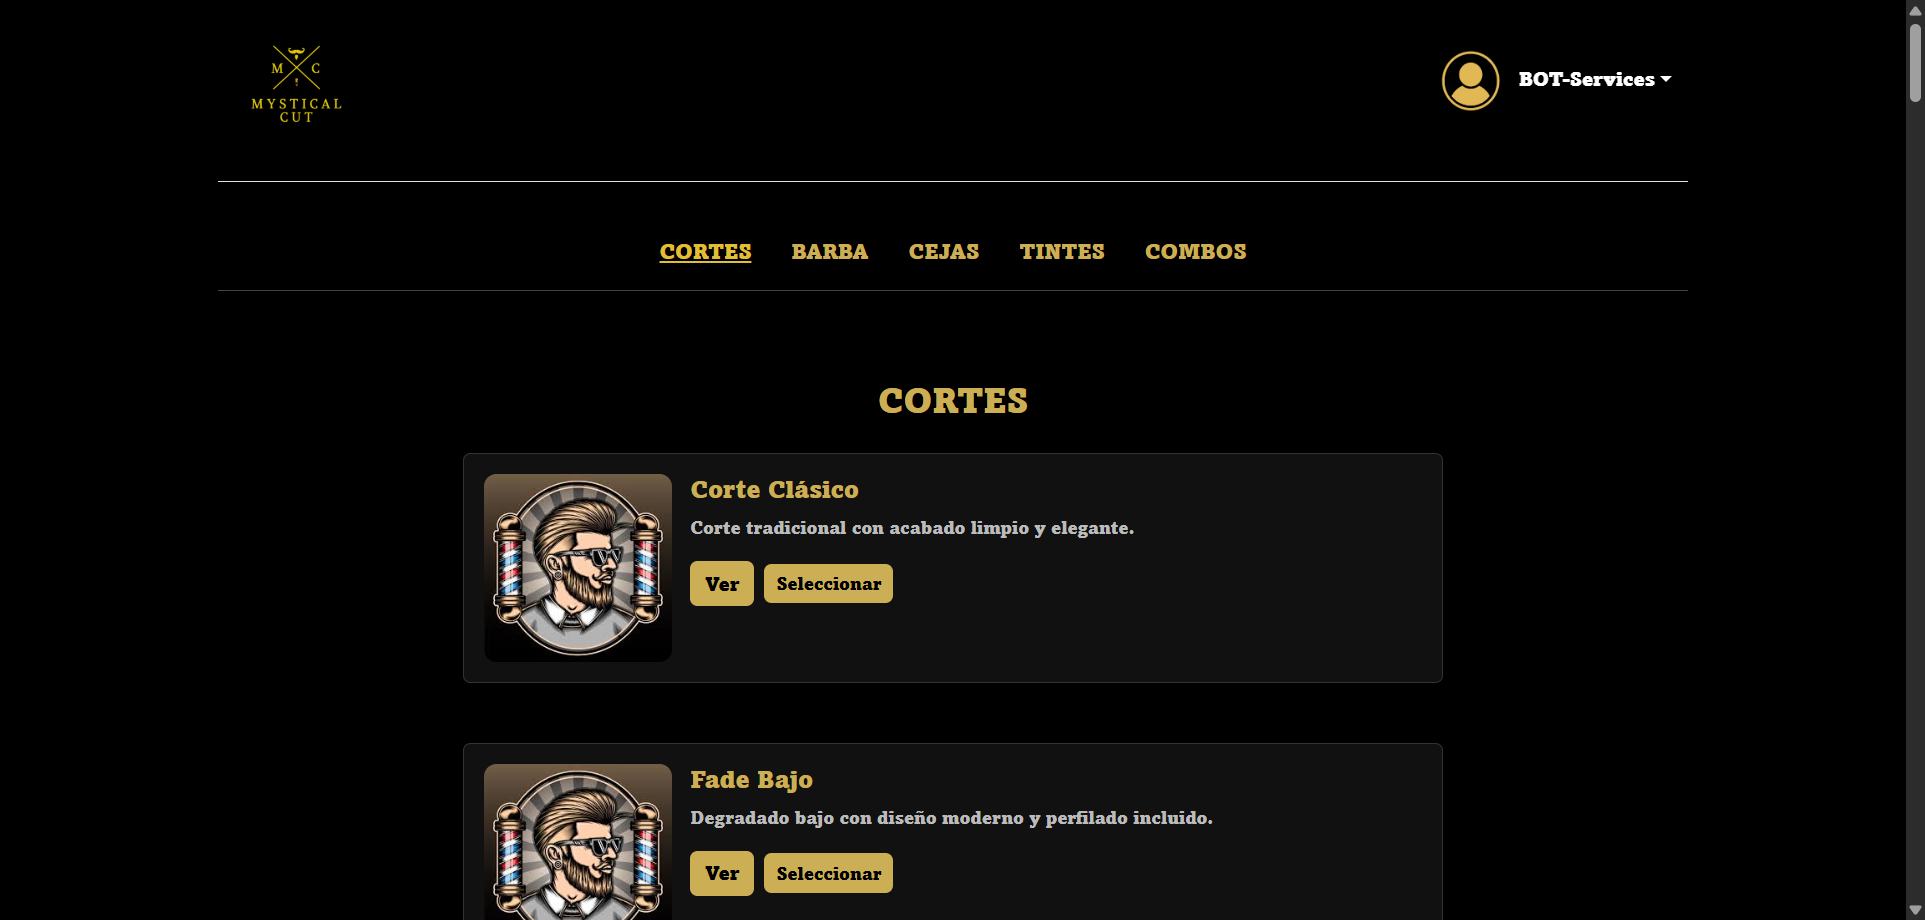 M C
MYSTICAL
CUT
BOT-Services
CORTES BARBA CEJAS TINTES COMBOS
CORTES
Corte Clásico
Corte tradicional con acabado limpio y elegante.
Ver Seleccionar
Fade Bajo
Degradado bajo con diseño moderno y perfilado incluido.
Ver Seleccionar